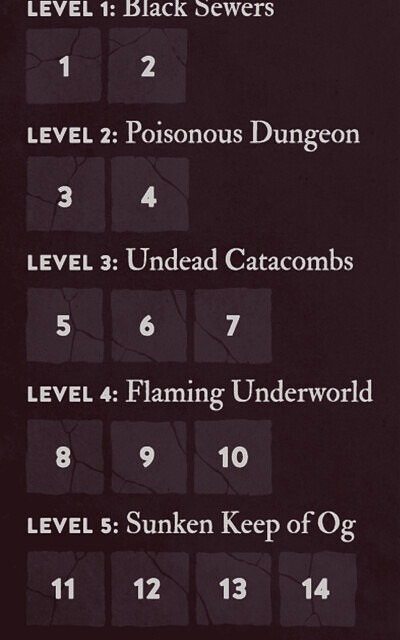 LEVEL 1: Black Sewers
1 2
LEVEL 2: Poisonous Dungeon
3 4
LEVEL 3: Undead Catacombs
5 6 7
LEVEL 4: Flaming Underworld
8 9 10
LEVEL 5: Sunken Keep of Og
11 12 13 14